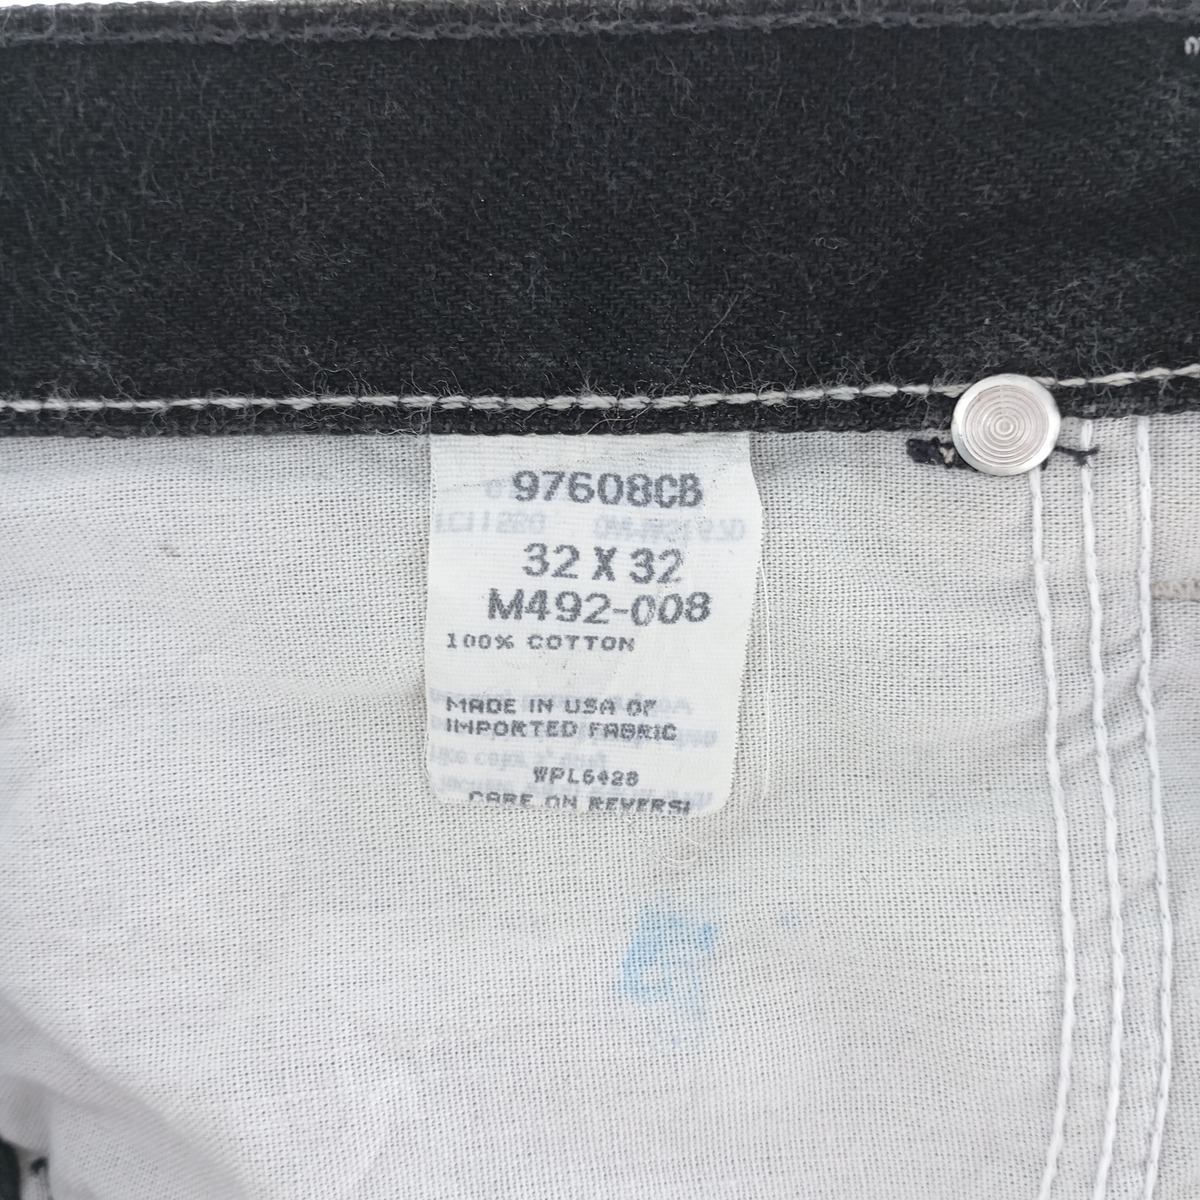 97608CB
32 X 32
M492-008
100% COTTON
MADE IN USA OF
IMPORTED FABRIC
WPL6428
CARE ON REVERSE